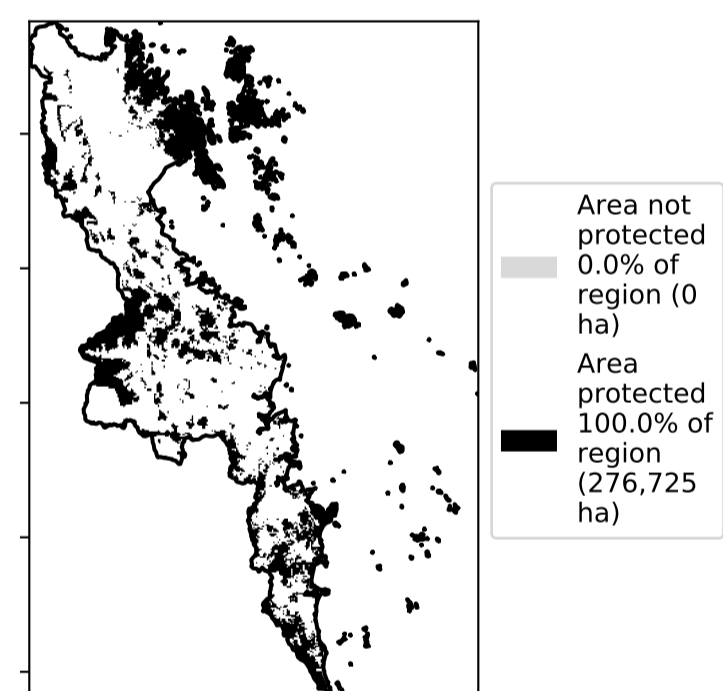 Area not
protected
0.0% of
region (0
ha)
Area
protected
100.0% of
region
(276,725
ha)